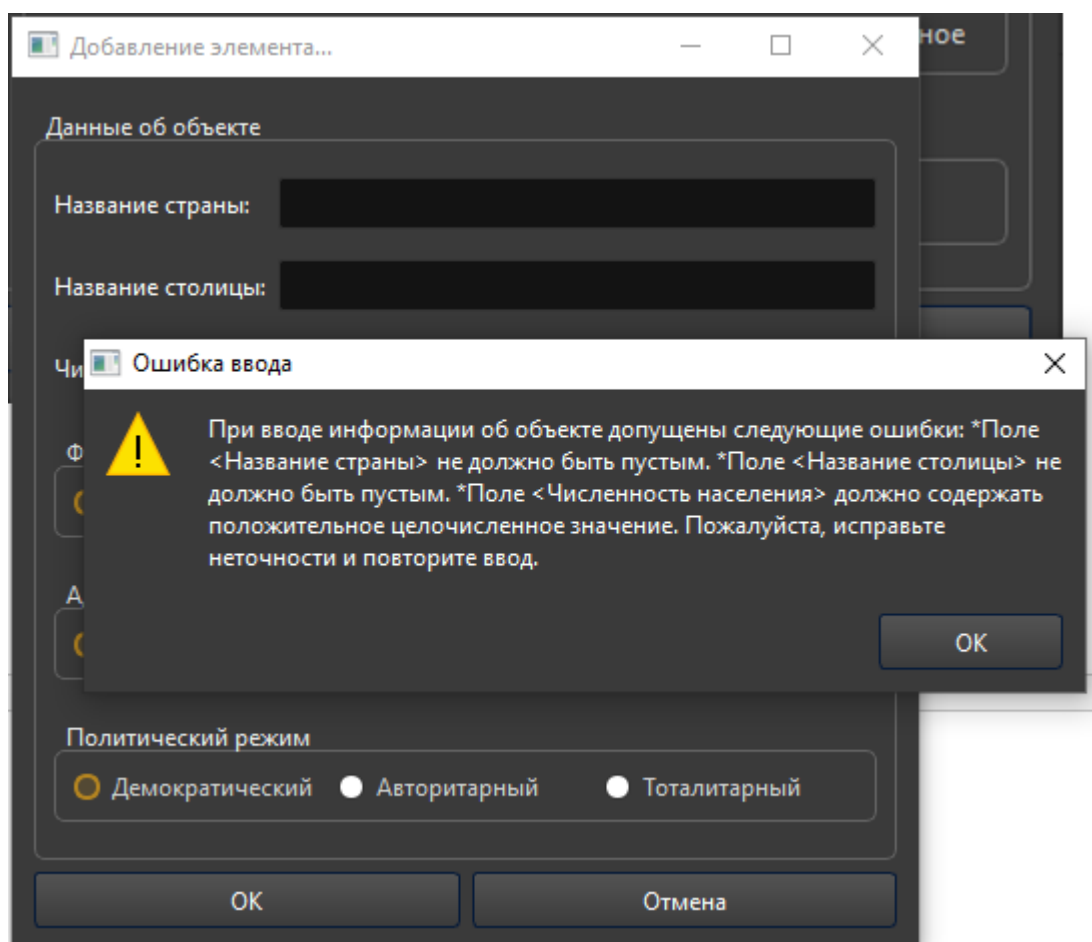 Добавление элемента...
ное
Данные об объекте
Название страны:
Название столицы:
Чи
Ошибка ввода
При вводе информации об объекте допущены следующие ошибки: *Поле
<Название страны> не должно быть пустым. *Поле <Название столицы> не
должно быть пустым. *Поле <Численность населения> должно содержать
положительное целочисленное значение. Пожалуйста, исправьте
неточности и повторите ввод.
Ф
А
OK
Политический режим
Демократический Авторитарный Тоталитарный
OK Отмена